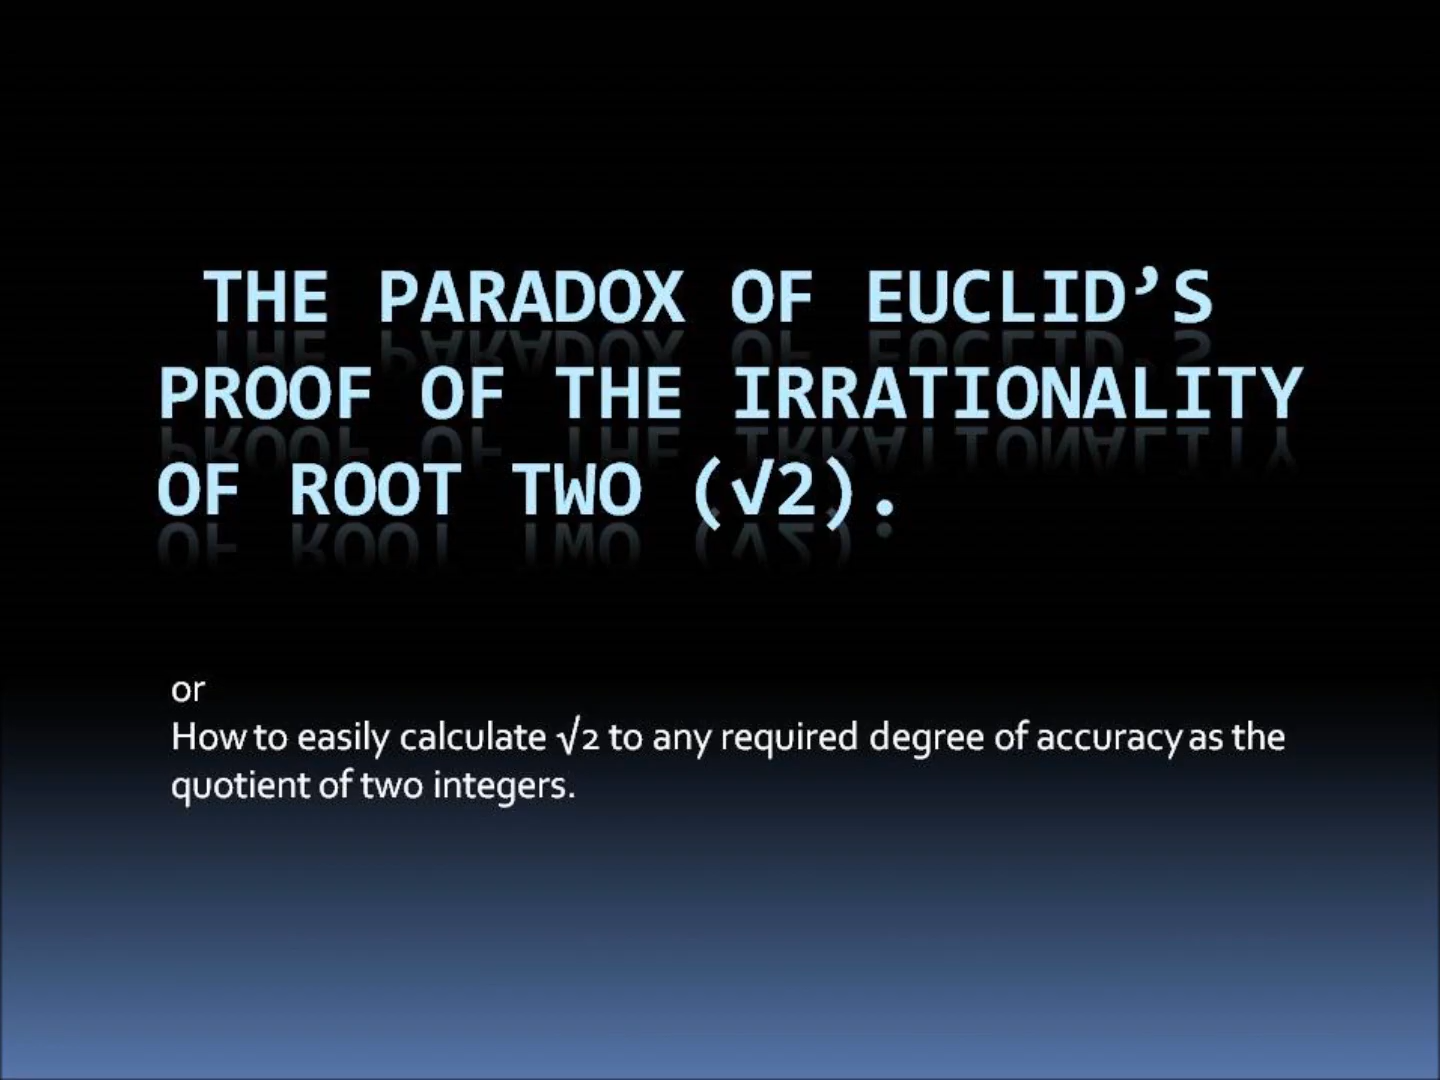 THE PARADOX OF EUCLID’S
PROOF OF THE IRRATIONALITY
OF ROOT TWO (√2).
or
How to easily calculate √2 to any required degree of accuracy as the
quotient of two integers.